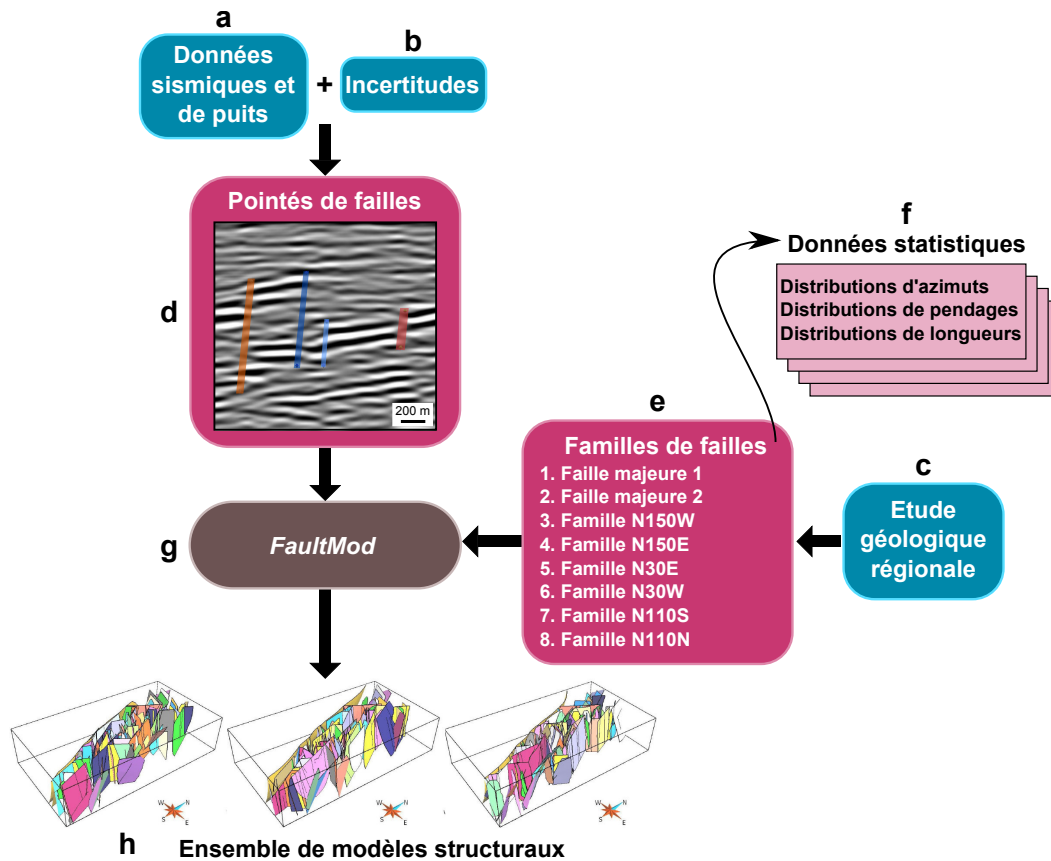 a
Données
sismiques et
de puits
+
b
Incertitudes
Pointés de failles
d
200 m
f
Données statistiques
Distributions d'azimuts
Distributions de pendages
Distributions de longueurs
e
Familles de failles
1. Faille majeure 1
2. Faille majeure 2
3. Famille N150W
4. Famille N150E
5. Famille N30E
6. Famille N30W
7. Famille N110S
8. Famille N110N
c
Etude
géologique
régionale
g
FaultMod
W N
S E
W N
S E
W N
S E
h
Ensemble de modèles structuraux